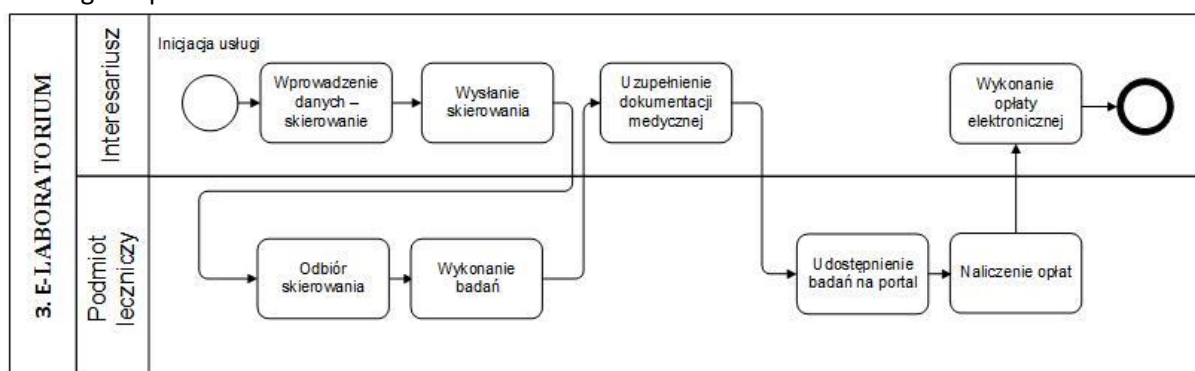 3. E-LABORATORIUM
Interesariusz
Inicjacja usługi
Wprowadzenie
danych –
skierowanie
Wysłanie
skierowania
Uzupełnienie
dokumentacji
medycznej
Wykonanie
opłaty
elektronicznej
Podmiot
leczniczy
Odbiór
skierowania
Wykonanie
badań
Udostępnienie
badań na portal
Naliczenie opłat